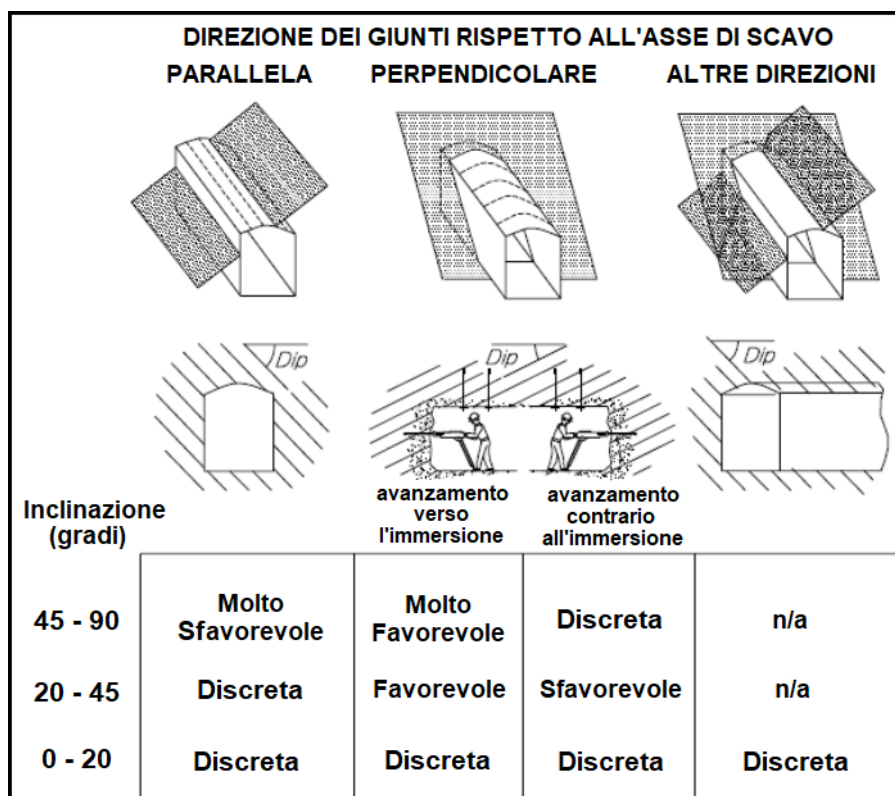 DIREZIONE DEI GIUNTI RISPETTO ALL'ASSE DI SCAVO
PARALLELA PERPENDICOLARE ALTRE DIREZIONI
Dip Dip Dip
avanzamento verso l'immersione
avanzamento contrario all'immersione
Inclinazione
(gradi)
45 - 90 Molto Sfavorevole Molto Favorevole Discreta n/a
20 - 45 Discreta Favorevole Sfavorevole n/a
0 - 20 Discreta Discreta Discreta Discreta